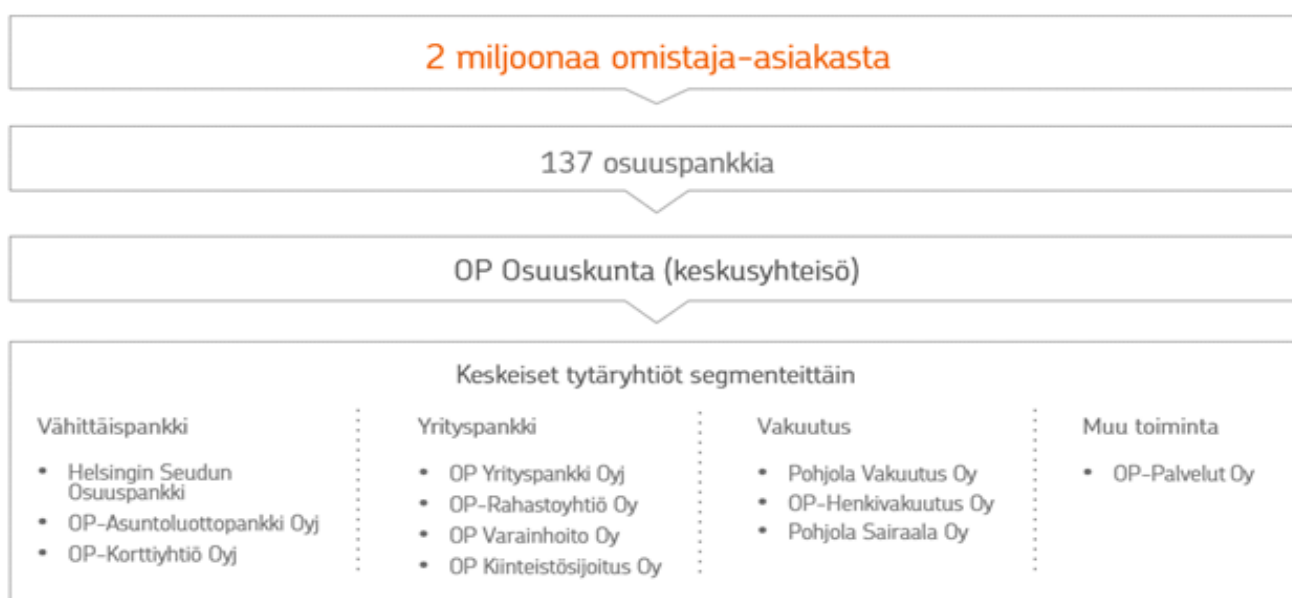 2 miljoonaa omistaja-asiakasta
137 osuuspankkia
OP Osuuskunta (keskusyhteisö)
Keskeiset tytäryhtiöt segmenteittäin
Vähittäispankki
• Helsingin Seudun
Osuuspankki
• OP-Asuntoluottopankki Oyj
• OP-Korttiyhtiö Oyj
Yrityspankki
• OP Yrityspankki Oyj
• OP-Rahastoyhtiö Oy
• OP Varainhoito Oy
• OP Kiinteistösijoitus Oy
Vakuutus
• Pohjola Vakuutus Oy
• OP-Henkivakuutus Oy
• Pohjola Sairaala Oy
Muu toiminta
• OP-Palvelut Oy